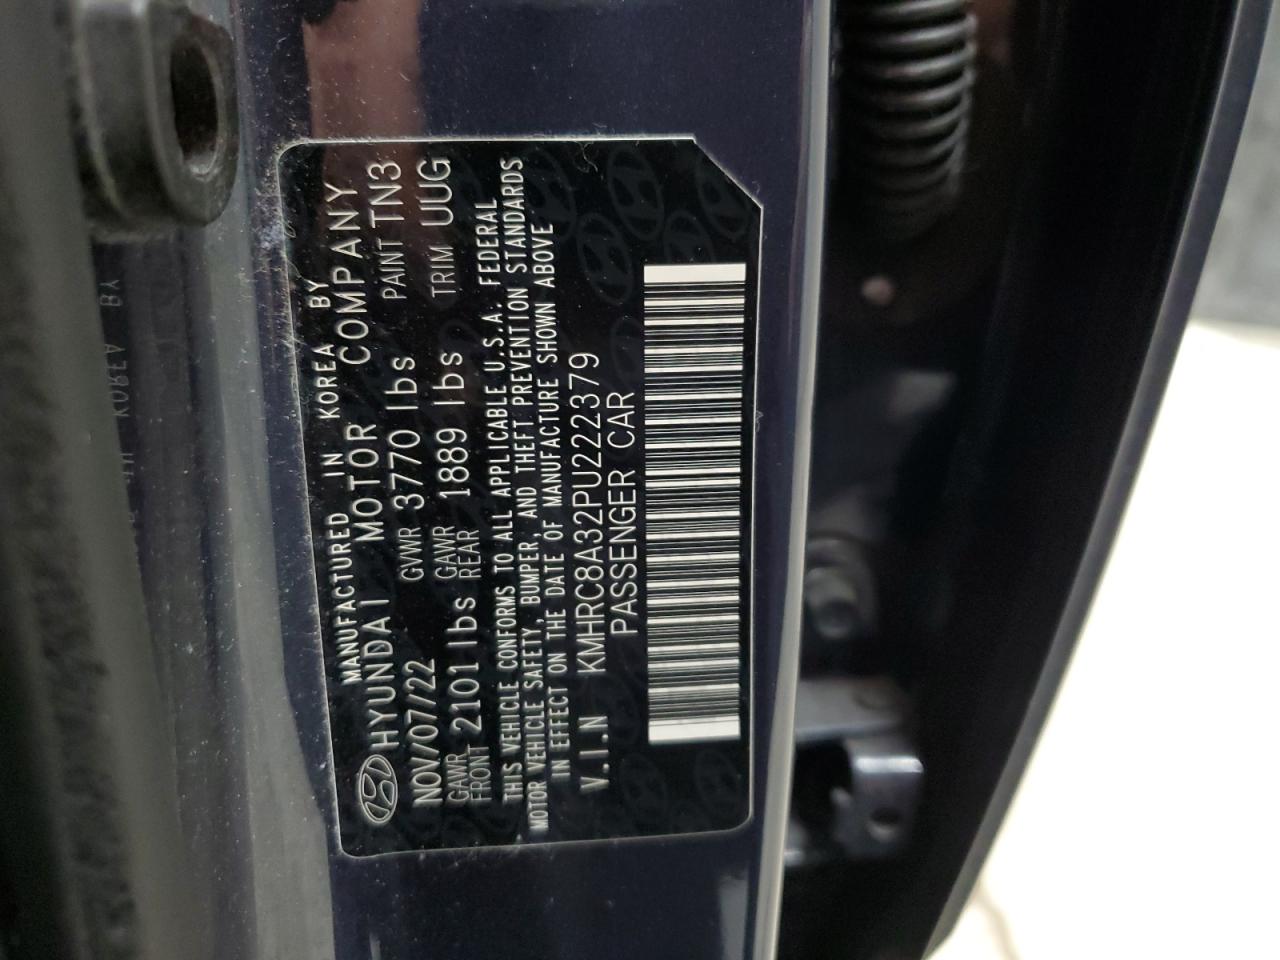 MANUFACTURED IN KOREA BY
HYUNDAI MOTOR COMPANY
NOV/07/22 GVWR 3770 lbs PAINT TN3
GAWR FRONT 2101 lbs GAWR REAR 1889 lbs TRIM UUG
THIS VEHICLE CONFORMS TO ALL APPLICABLE U.S.A. FEDERAL
MOTOR VEHICLE SAFETY, BUMPER, AND THEFT PREVENTION STANDARDS
IN EFFECT ON THE DATE OF MANUFACTURE SHOWN ABOVE
V.I.N KMHRC8A32PU222379
PASSENGER CAR